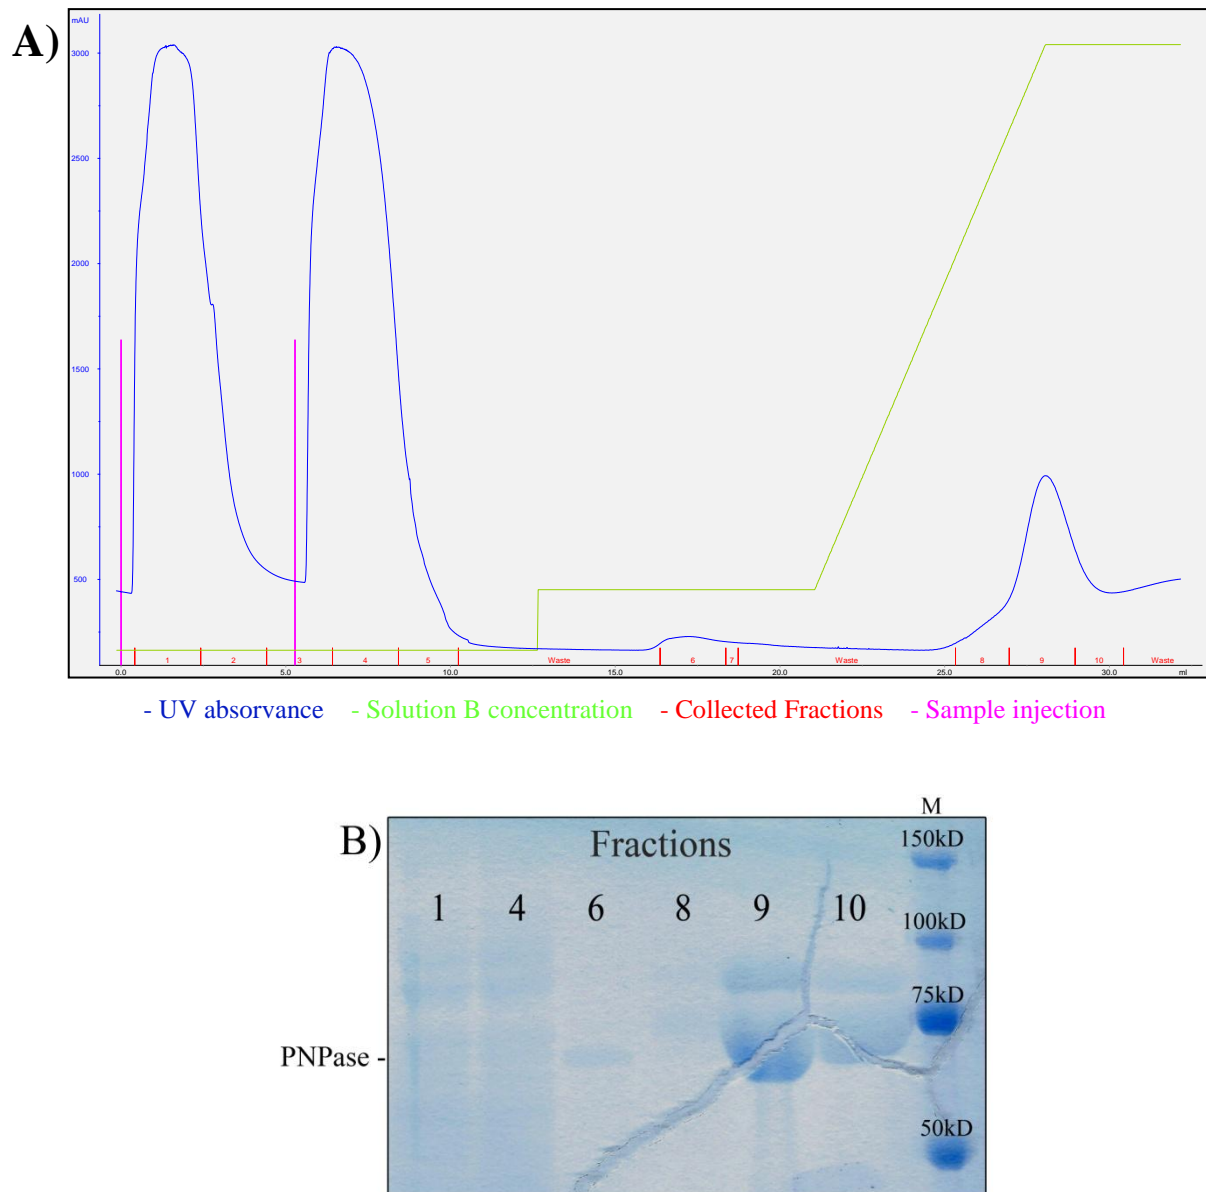 A)
mAU
3000
2500
2000
1500
1000
500
1 2 3 4 5 Waste 6 7 Waste 8 9 10 Waste
0.0 5.0 10.0 15.0 20.0 25.0 30.0 ml
- UV absorvance - Solution B concentration - Collected Fractions - Sample injection
B)
Fractions
M
150kD
1 4 6 8 9 10
100kD
75kD
PNPase -
50kD